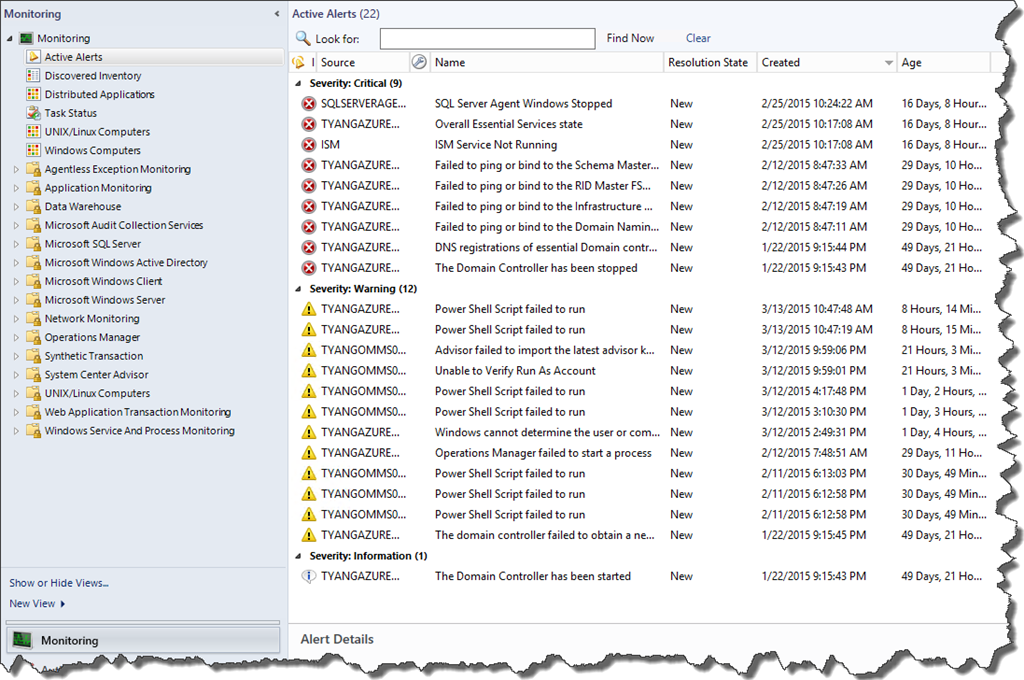 Monitoring
Monitoring
Active Alerts
Discovered Inventory
Distributed Applications
Task Status
UNIX/Linux Computers
Windows Computers
Agentless Exception Monitoring
Application Monitoring
Data Warehouse
Microsoft Audit Collection Services
Microsoft SQL Server
Microsoft Windows Active Directory
Microsoft Windows Client
Microsoft Windows Server
Network Monitoring
Operations Manager
Synthetic Transaction
System Center Advisor
UNIX/Linux Computers
Web Application Transaction Monitoring
Windows Service And Process Monitoring
Show or Hide Views...
New View
Monitoring
Active Alerts (22)
Look for: Find Now Clear
I Source Name Resolution State Created Age
Severity: Critical (9)
SQLSERVERAGE... SQL Server Agent Windows Stopped New 2/25/2015 10:24:22 AM 16 Days, 8 Hour...
TYANGAZURE... Overall Essential Services state New 2/25/2015 10:17:08 AM 16 Days, 8 Hour...
ISM ISM Service Not Running New 2/25/2015 10:17:08 AM 16 Days, 8 Hour...
TYANGAZURE... Failed to ping or bind to the Schema Master... New 2/12/2015 8:47:33 AM 29 Days, 10 Ho...
TYANGAZURE... Failed to ping or bind to the RID Master FS... New 2/12/2015 8:47:26 AM 29 Days, 10 Ho...
TYANGAZURE... Failed to ping or bind to the Infrastructure ... New 2/12/2015 8:47:19 AM 29 Days, 10 Ho...
TYANGAZURE... Failed to ping or bind to the Domain Namin... New 2/12/2015 8:47:11 AM 29 Days, 10 Ho...
TYANGAZURE... DNS registrations of essential Domain contr... New 1/22/2015 9:15:44 PM 49 Days, 21 Ho...
TYANGAZURE... The Domain Controller has been stopped New 1/22/2015 9:15:43 PM 49 Days, 21 Ho...
Severity: Warning (12)
TYANGAZURE... Power Shell Script failed to run New 3/13/2015 10:47:48 AM 8 Hours, 14 Mi...
TYANGAZURE... Power Shell Script failed to run New 3/13/2015 10:47:19 AM 8 Hours, 15 Mi...
TYANGOMMS0... Advisor failed to import the latest advisor k... New 3/12/2015 9:59:06 PM 21 Hours, 3 Mi...
TYANGOMMS0... Unable to Verify Run As Account New 3/12/2015 9:59:01 PM 21 Hours, 3 Mi...
TYANGAZURE... Power Shell Script failed to run New 3/12/2015 4:17:48 PM 1 Day, 2 Hours, ...
TYANGAZURE... Power Shell Script failed to run New 3/12/2015 3:10:30 PM 1 Day, 3 Hours, ...
TYANGOMMS0... Windows cannot determine the user or com... New 3/12/2015 2:49:31 PM 1 Day, 4 Hours, ...
TYANGAZURE... Operations Manager failed to start a process New 2/12/2015 7:48:51 AM 29 Days, 11 Ho...
TYANGOMMS0... Power Shell Script failed to run New 2/11/2015 6:13:03 PM 30 Days, 49 Min...
TYANGOMMS0... Power Shell Script failed to run New 2/11/2015 6:12:58 PM 30 Days, 49 Min...
TYANGOMMS0... Power Shell Script failed to run New 2/11/2015 6:12:58 PM 30 Days, 49 Min...
TYANGAZURE... The domain controller failed to obtain a ne... New 1/22/2015 9:15:45 PM 49 Days, 21 Ho...
Severity: Information (1)
TYANGAZURE... The Domain Controller has been started New 1/22/2015 9:15:43 PM 49 Days, 21 Ho...
Alert Details